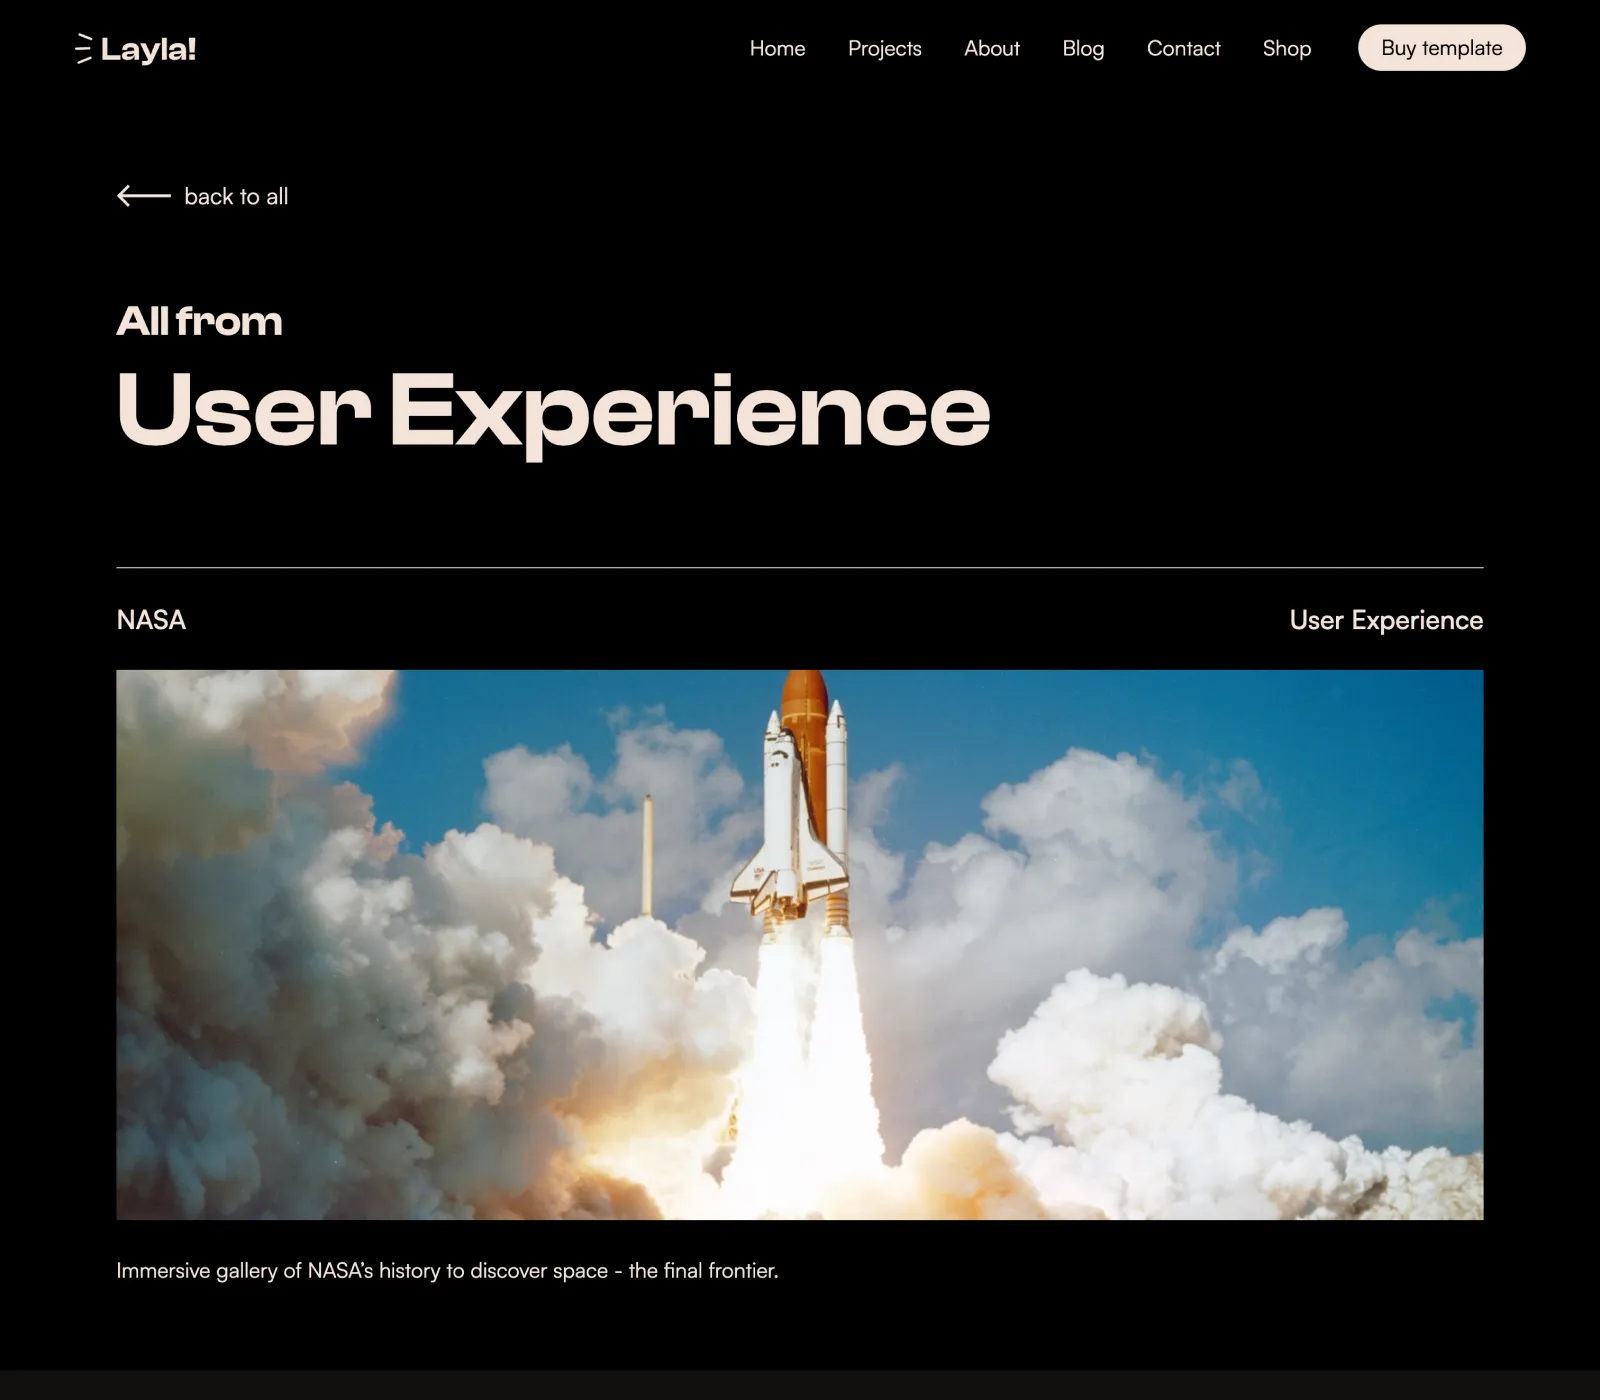 Layla!
Home Projects About Blog Contact Shop Buy template
back to all
All from
User Experience
NASA User Experience
USA
Immersive gallery of NASA’s history to discover space - the final frontier.